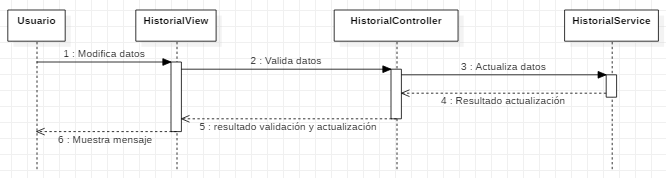 Usuario
HistorialView
HistorialController
HistorialService
1 : Modifica datos
2 : Valida datos
3 : Actualiza datos
4 : Resultado actualización
5 : resultado validación y actualización
6 : Muestra mensaje